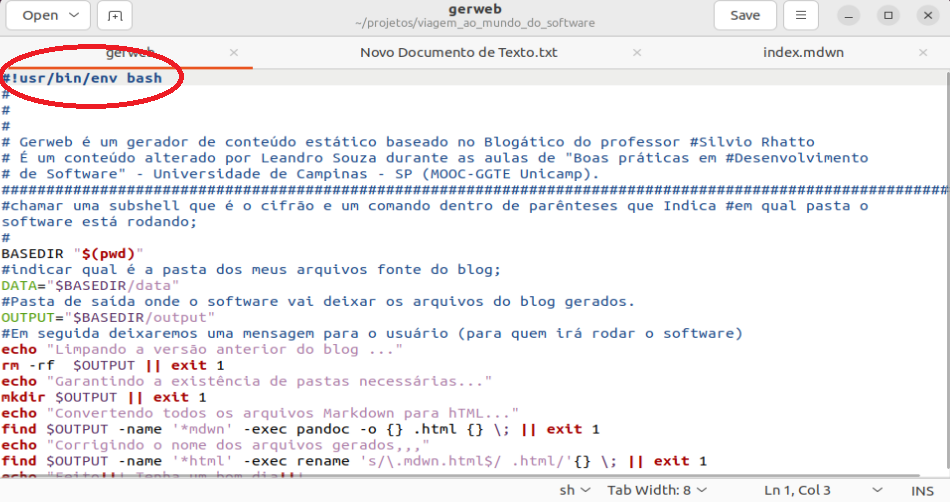 Open
gerweb
~/projetos/viagem_ao_mundo_do_software
Save
gerweb
Novo Documento de Texto.txt
index.mdwn
#!usr/bin/env bash
#
#
#
# Gerweb é um gerador de conteúdo estático baseado no Blogático do professor #Silvio Rhatto
# É um conteúdo alterado por Leandro Souza durante as aulas de "Boas práticas em #Desenvolvimento
# de Software" - Universidade de Campinas - SP (MOOC-GGTE Unicamp).
##########################################################################################################
#chamar uma subshell que é o cifrão e um comando dentro de parênteses que Indica #em qual pasta o
software está rodando;
#
BASEDIR "$(pwd)"
#indicar qual é a pasta dos meus arquivos fonte do blog;
DATA="$BASEDIR/data"
#Pasta de saída onde o software vai deixar os arquivos do blog gerados.
OUTPUT="$BASEDIR/output"
#Em seguida deixaremos uma mensagem para o usuário (para quem irá rodar o software)
echo "Limpando a versão anterior do blog ..."
rm -rf  $OUTPUT || exit 1
echo "Garantindo a existência de pastas necessárias..."
mkdir $OUTPUT || exit 1
echo "Convertendo todos os arquivos Markdown para hTML..."
find $OUTPUT -name '*mdwn' -exec pandoc -o {} .html {} \; || exit 1
echo "Corrigindo o nome dos arquivos gerados,,,"
find $OUTPUT -name '*html' -exec rename 's/\.mdwn.html$/ .html/'{} \; || exit 1
echo "Feito!! Tenha um bom dia!!!
sh
Tab Width: 8
Ln 1, Col 3
INS